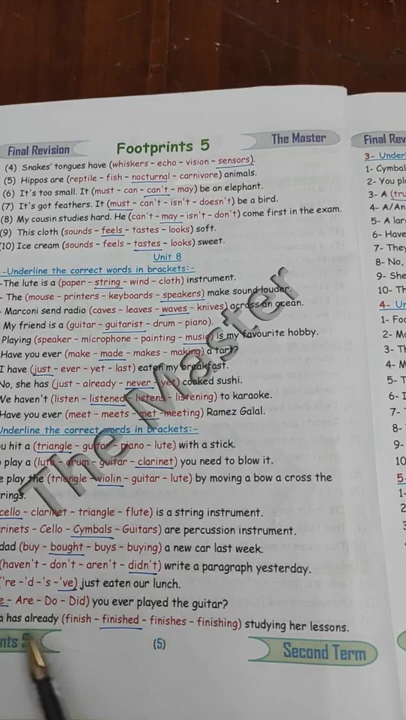 Final Revision Footprints 5 The Master
(4) Snakes' tongues have (whiskers - echo - vision - sensors).
(5) Hippos are (reptile - fish - nocturnal - carnivore) animals.
(6) It's too small. It (must - can - can't - may) be an elephant.
(7) It's got feathers. It (must - can't - isn't - doesn't) be a bird.
(8) My cousin studies hard. He (can't - may - isn't - don't) come first in the exam.
(9) This cloth (sounds - feels - tastes - looks) soft.
(10) Ice cream (sounds - feels - tastes - looks) sweet.
Unit 8
-Underline the correct words in brackets:-
-The lute is a (paper - string - wind - cloth) instrument.
- The (mouse - printers - keyboards - speakers) make sound louder.
Marconi send radio (caves - leaves - waves - knives) across an ocean.
My friend is a (guitar - guitarist - drum - piano).
Playing (speaker - microphone - painting - music) is my favourite hobby.
Have you ever (make - made - makes - making) a tart
I have (just - ever - yet - last) eaten my breakfast.
No, she has (just - already - never - yet) cooked sushi.
We haven't (listen - listened - listens - listening) to karaoke.
Have you ever (meet - meets - met - meeting) Ramez Galal.
Underline the correct words in brackets:-
hit a (triangle - guitar - piano - lute) with a stick.
play a (lute - drum - guitar - clarinet) you need to blow it.
play the (triangle - violin - guitar - lute) by moving a bow a cross the
cello - clarinet - triangle - flute) is a string instrument.
- Cello - Cymbals - Guitars) are percussion instrument.
dad (buy - bought - buys - buying) a new car last week.
(haven't - don't - aren't - didn't) write a paragraph yesterday.
're - 'd - 's - 've) just eaten our lunch.
- Are - Do - Did) you ever played the guitar?
has already (finish - finished - finishes - finishing) studying her lessons.
(5) Second Term
The Master
Final Rev
3- Under
1- Cymbal
2- You pl
3- A (tru
4- A/An
5- A lar
6- Have
7- They
8- No,
9- She
10- Th
4- Un
1- Fo
2- Mo
3- Th
4- M
5- T
6- I
7-
8-
9-
10
5-
1-
2